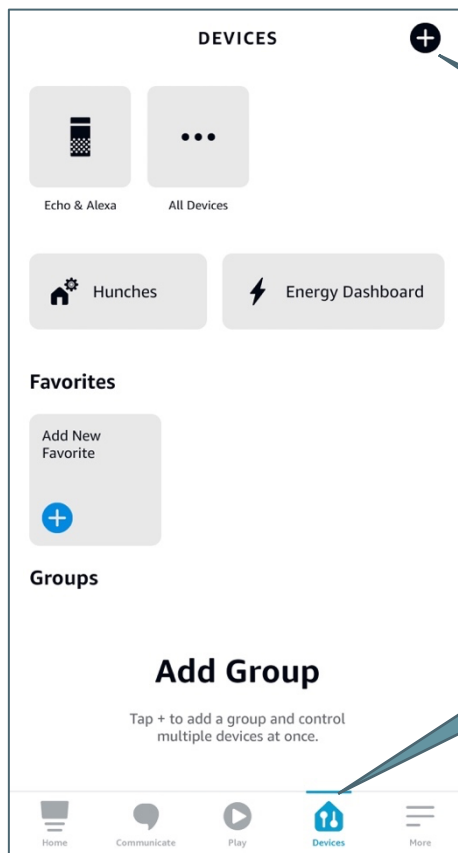 DEVICES
Echo & Alexa
All Devices
Hunches
Energy Dashboard
Favorites
Add New
Favorite
Groups
Add Group
Tap + to add a group and control
multiple devices at once.
Home
Communicate
Play
Devices
More